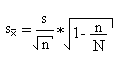 s_x̄ = s/√n * √(1 - n/N)